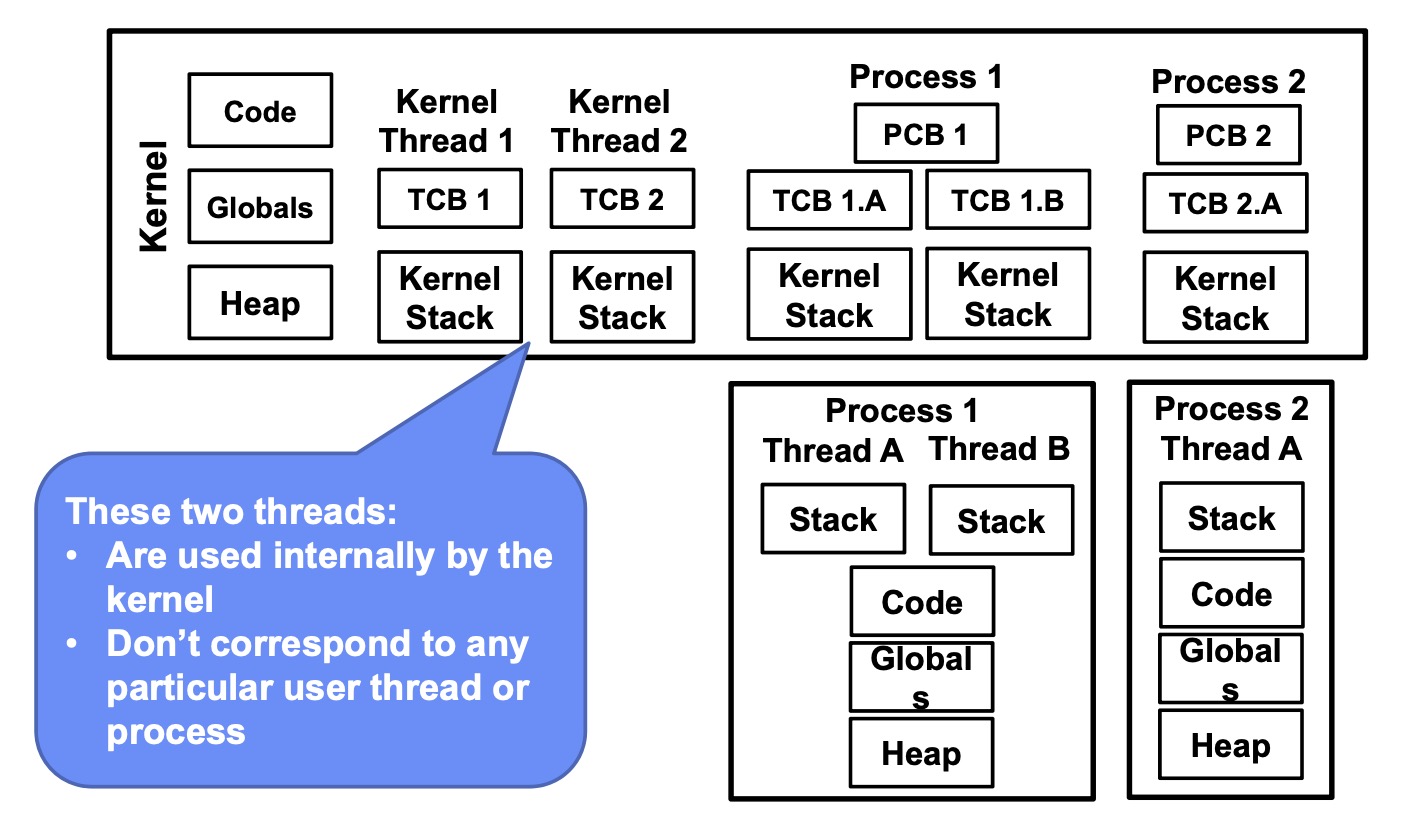 Kernel
Code
Globals
Heap
Kernel
Thread 1
TCB 1
Kernel
Stack
Kernel
Thread 2
TCB 2
Kernel
Stack
Process 1
PCB 1
TCB 1.A
TCB 1.B
Kernel
Stack
Kernel
Stack
Process 2
PCB 2
TCB 2.A
Kernel
Stack
These two threads:
• Are used internally by the
kernel
• Don’t correspond to any
particular user thread or
process
Process 1
Thread A
Thread B
Stack
Stack
Code
Global
s
Heap
Process 2
Thread A
Stack
Code
Global
s
Heap